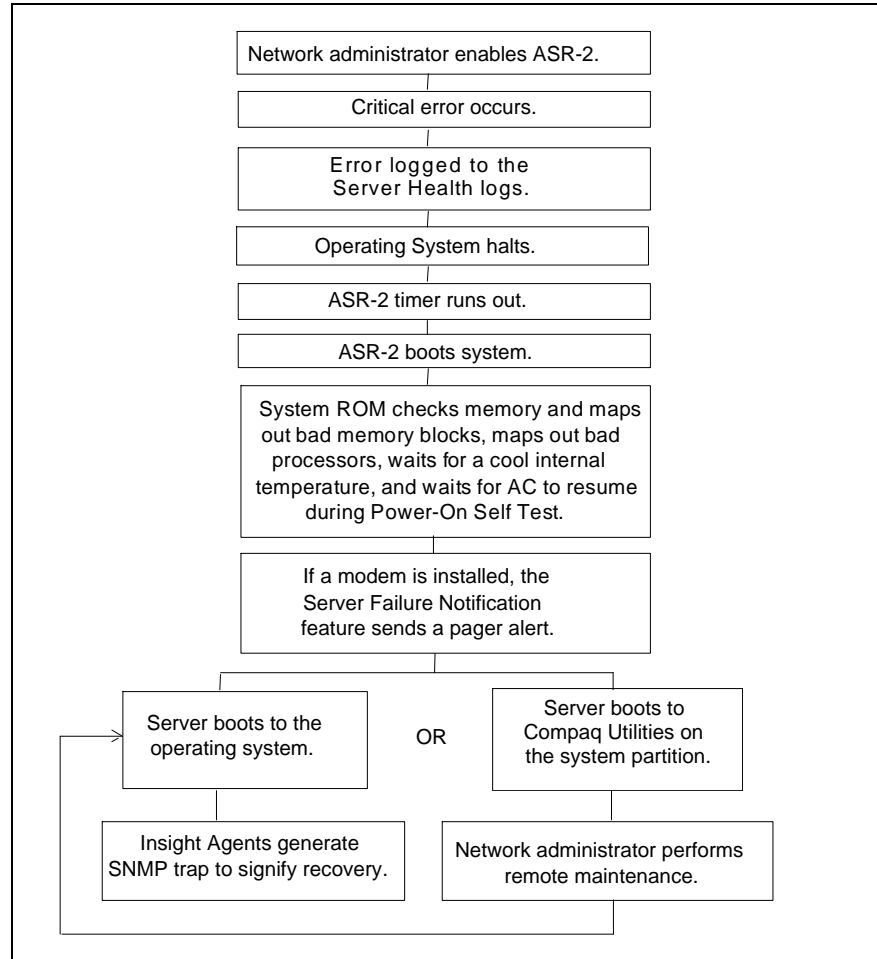 Network administrator enables ASR-2.
Critical error occurs.
Error logged to the
Server Health logs.
Operating System halts.
ASR-2 timer runs out.
ASR-2 boots system.
System ROM checks memory and maps
out bad memory blocks, maps out bad
processors, waits for a cool internal
temperature, and waits for AC to resume
during Power-On Self Test.
If a modem is installed, the
Server Failure Notification
feature sends a pager alert.
Server boots to the
operating system.
OR
Server boots to
Compaq Utilities on
the system partition.
Insight Agents generate
SNMP trap to signify recovery.
Network administrator performs
remote maintenance.